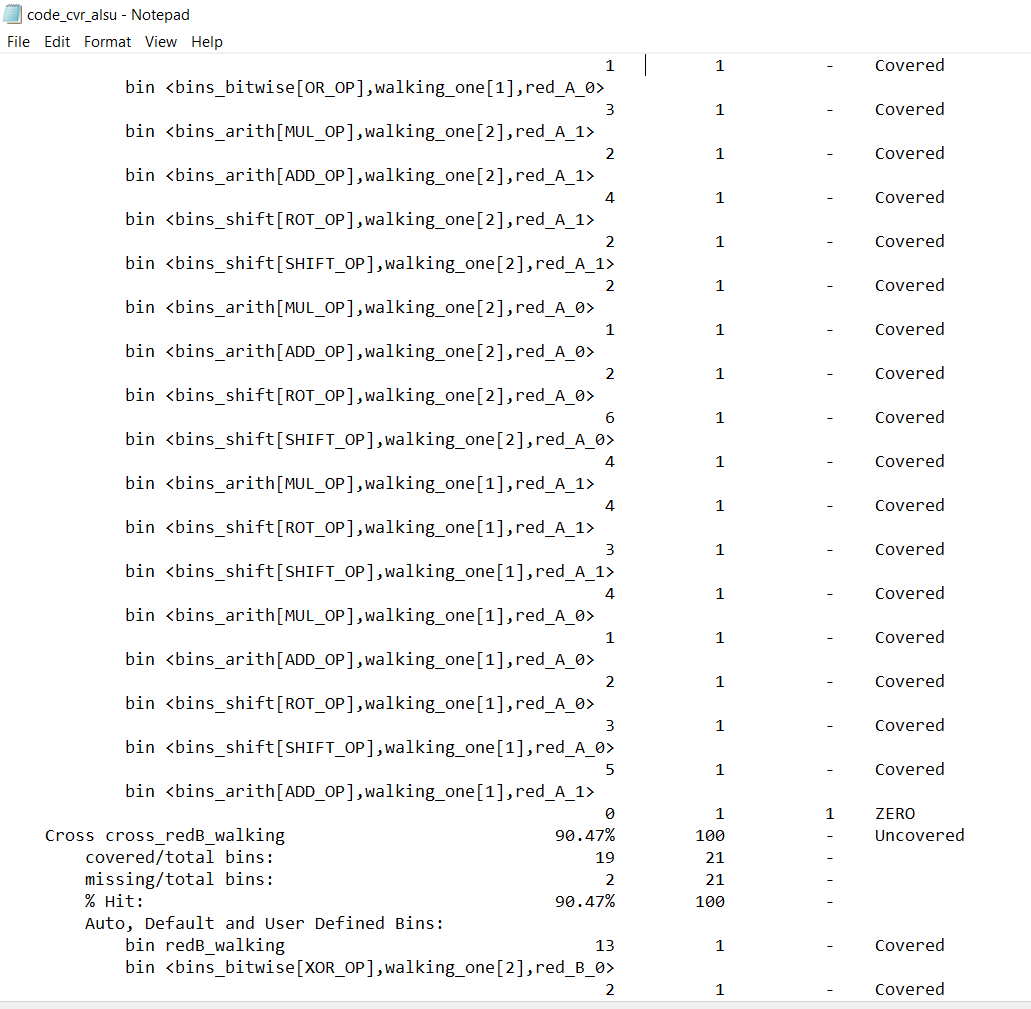 code_cvr_alsu - Notepad
File Edit Format View Help
1 1 - Covered
bin <bins_bitwise[OR_OP],walking_one[1],red_A_0>
3 1 - Covered
bin <bins_arith[MUL_OP],walking_one[2],red_A_1>
2 1 - Covered
bin <bins_arith[ADD_OP],walking_one[2],red_A_1>
4 1 - Covered
bin <bins_shift[ROT_OP],walking_one[2],red_A_1>
2 1 - Covered
bin <bins_shift[SHIFT_OP],walking_one[2],red_A_1>
2 1 - Covered
bin <bins_arith[MUL_OP],walking_one[2],red_A_0>
1 1 - Covered
bin <bins_arith[ADD_OP],walking_one[2],red_A_0>
2 1 - Covered
bin <bins_shift[ROT_OP],walking_one[2],red_A_0>
6 1 - Covered
bin <bins_shift[SHIFT_OP],walking_one[2],red_A_0>
4 1 - Covered
bin <bins_arith[MUL_OP],walking_one[1],red_A_1>
4 1 - Covered
bin <bins_shift[ROT_OP],walking_one[1],red_A_1>
3 1 - Covered
bin <bins_shift[SHIFT_OP],walking_one[1],red_A_1>
4 1 - Covered
bin <bins_arith[MUL_OP],walking_one[1],red_A_0>
1 1 - Covered
bin <bins_arith[ADD_OP],walking_one[1],red_A_0>
2 1 - Covered
bin <bins_shift[ROT_OP],walking_one[1],red_A_0>
3 1 - Covered
bin <bins_shift[SHIFT_OP],walking_one[1],red_A_0>
5 1 - Covered
bin <bins_arith[ADD_OP],walking_one[1],red_A_1>
0 1 1 ZERO
Cross cross_redB_walking 90.47% 100 - Uncovered
covered/total bins: 19 21 -
missing/total bins: 2 21 -
% Hit: 90.47% 100 -
Auto, Default and User Defined Bins:
bin redB_walking 13 1 - Covered
bin <bins_bitwise[XOR_OP],walking_one[2],red_B_0>
2 1 - Covered